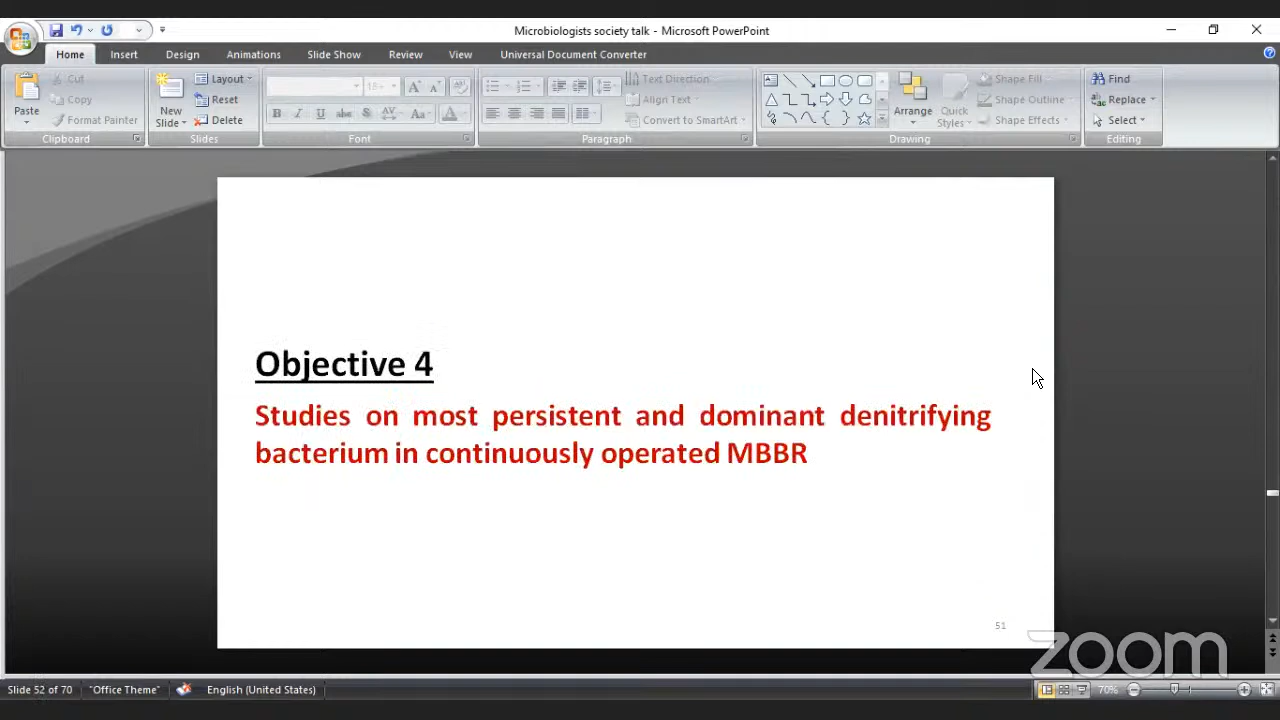 Microbiologists society talk - Microsoft PowerPoint
Home Insert Design Animations Slide Show Review View Universal Document Converter
Paste
Cut
Copy
Format Painter
Clipboard
New
Slide
Layout
Reset
Delete
Slides
18
Font
Text Direction
Align Text
Convert to SmartArt
Paragraph
Arrange
Quick
Styles
Shape Fill
Shape Outline
Shape Effects
Drawing
Find
Replace
Select
Editing
Objective 4
Studies on most persistent and dominant denitrifying
bacterium in continuously operated MBBR
51
zoom
Slide 52 of 70 "Office Theme" English (United States) 70%